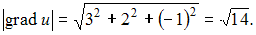 |grad u| = √(3² + 2² + (−1)²) = √14.